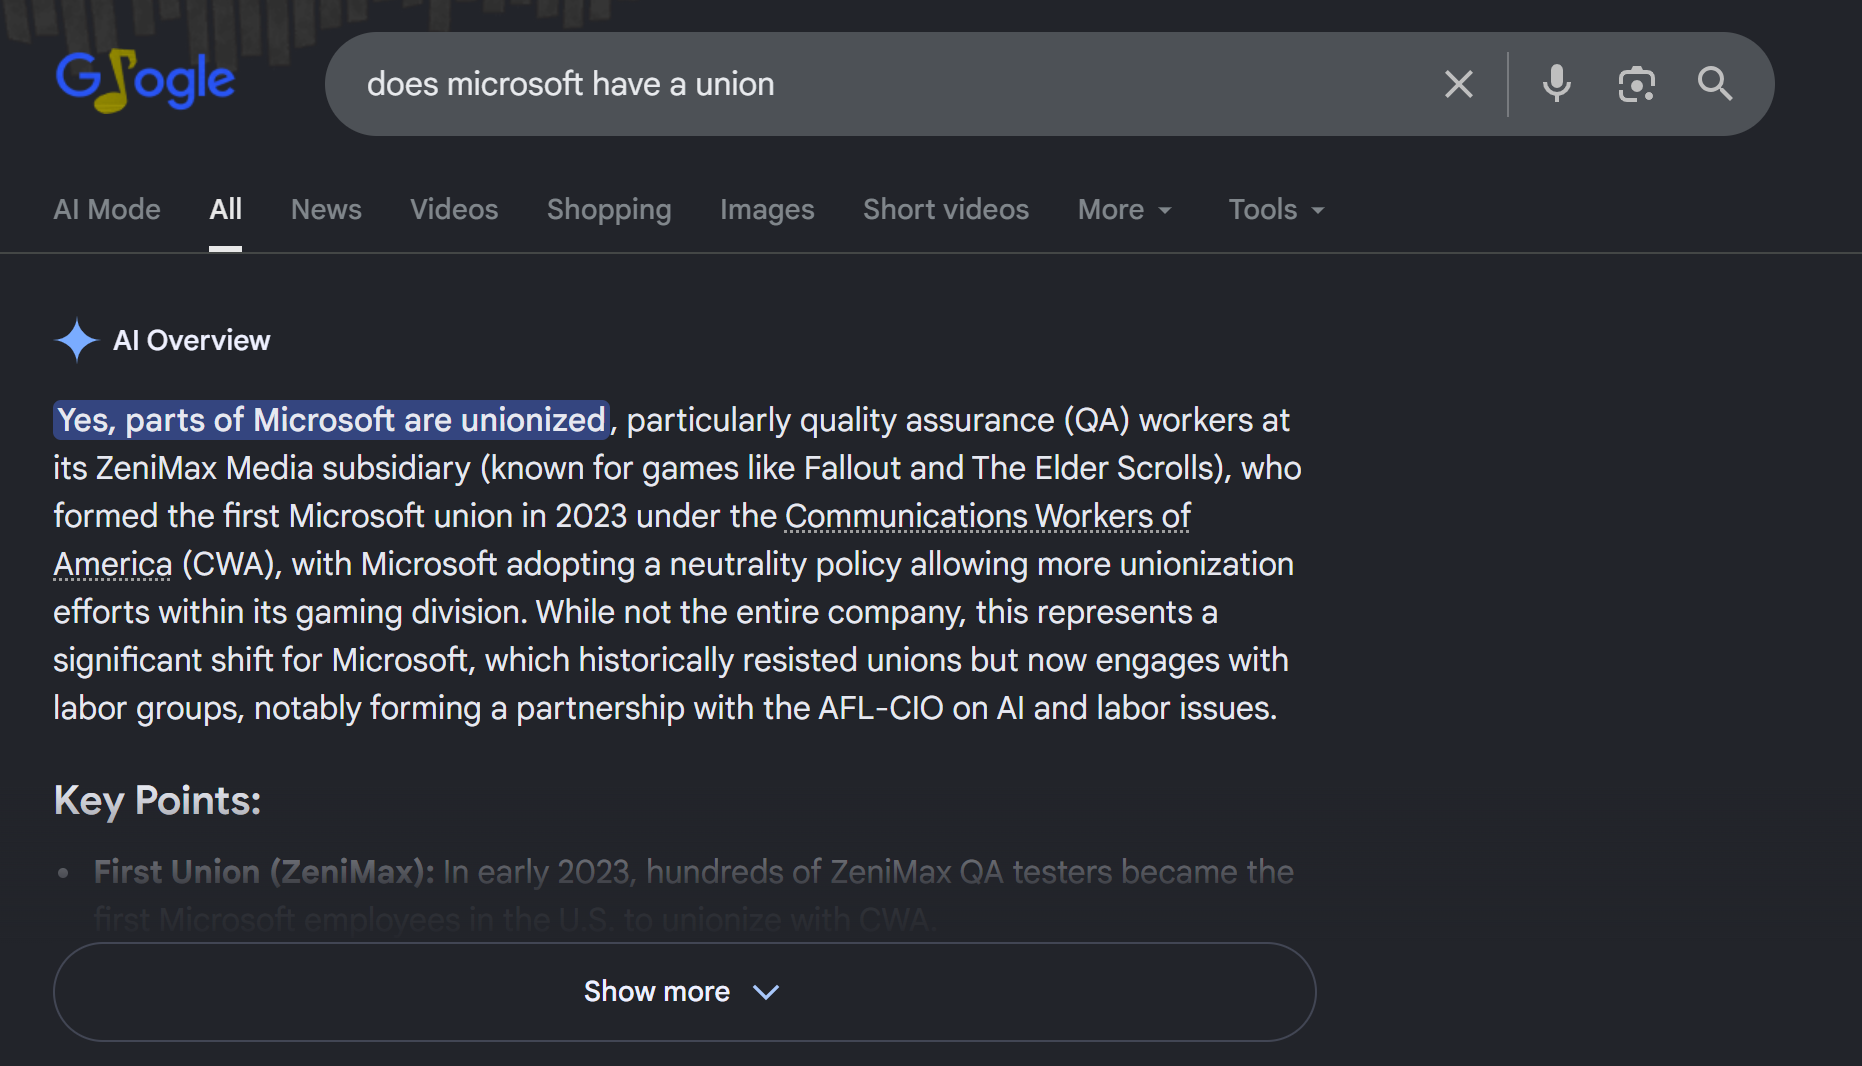 Google
does microsoft have a union
AI Mode All News Videos Shopping Images Short videos More Tools
AI Overview
Yes, parts of Microsoft are unionized, particularly quality assurance (QA) workers at
its ZeniMax Media subsidiary (known for games like Fallout and The Elder Scrolls), who
formed the first Microsoft union in 2023 under the Communications Workers of
America (CWA), with Microsoft adopting a neutrality policy allowing more unionization
efforts within its gaming division. While not the entire company, this represents a
significant shift for Microsoft, which historically resisted unions but now engages with
labor groups, notably forming a partnership with the AFL-CIO on AI and labor issues.
Key Points:
• First Union (ZeniMax): In early 2023, hundreds of ZeniMax QA testers became the
first Microsoft employees in the U.S. to unionize with CWA.
Show more